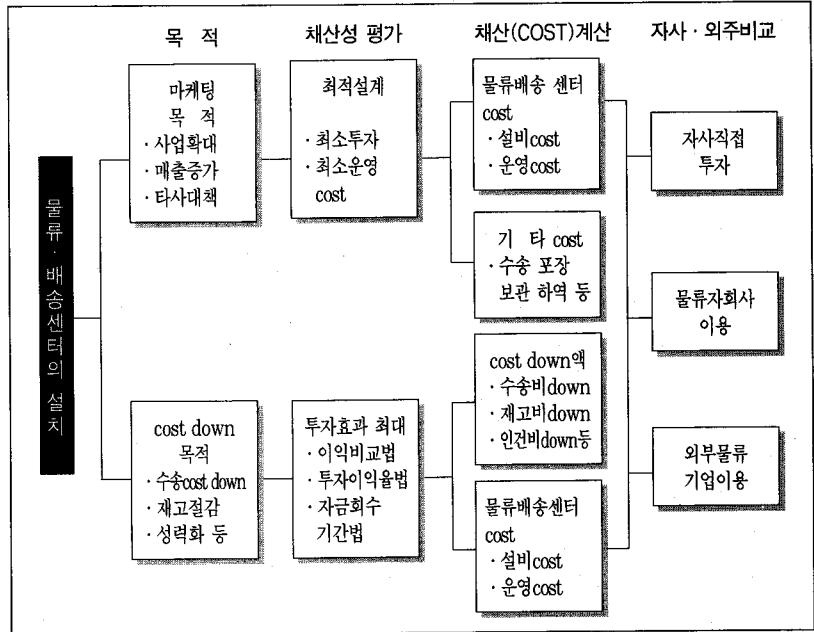 목 적
채산성 평가
채산(COST)계산
자사 · 외주비교
물류 · 배송센터의 설치
마케팅
목 적
· 사업확대
· 매출증가
· 타사대책
최적설계
· 최소투자
· 최소운영
cost
물류배송 센터
cost
· 설비cost
· 운영cost
기 타 cost
· 수송 포장
보관 하역 등
자사직접
투자
물류자회사
이용
외부물류
기업이용
cost down
목적
· 수송cost down
· 재고절감
· 성력화 등
투자효과 최대
· 이익비교법
· 투자이익율법
· 자금회수
기간법
cost down액
· 수송비down
· 재고비down
· 인건비down등
물류배송센터
cost
· 설비cost
· 운영cost